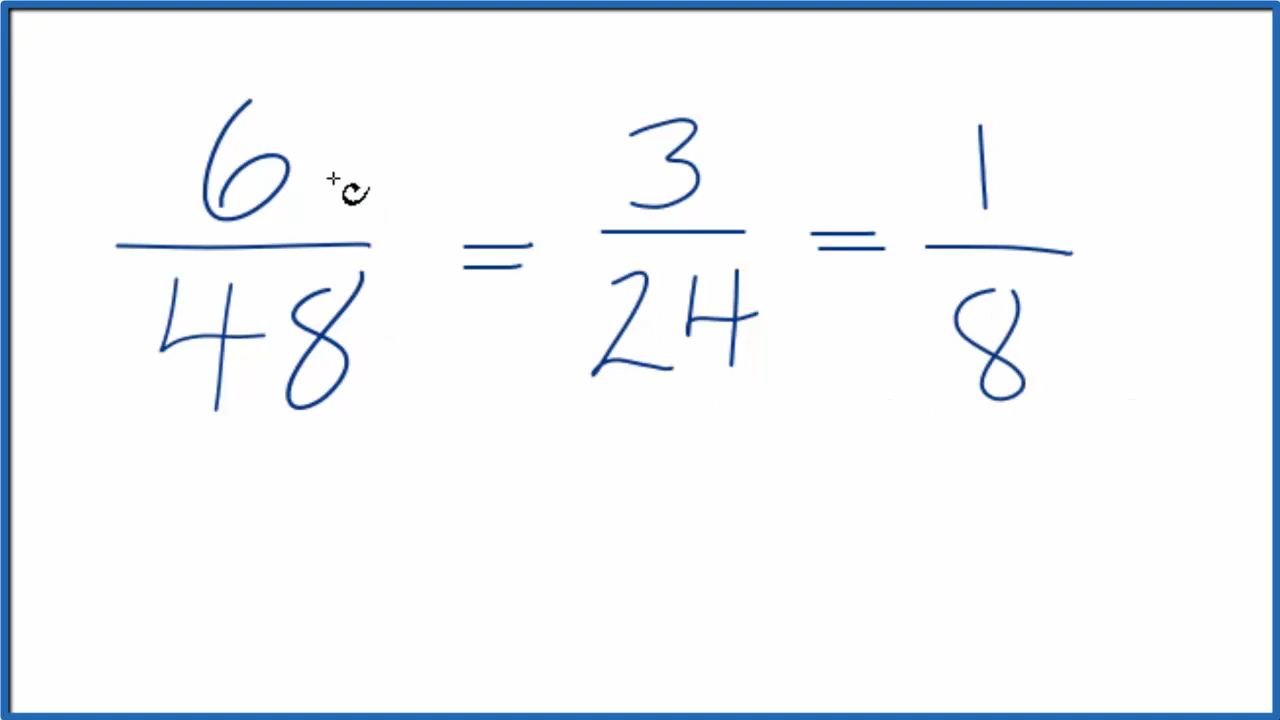 6/48 = 3/24 = 1/8